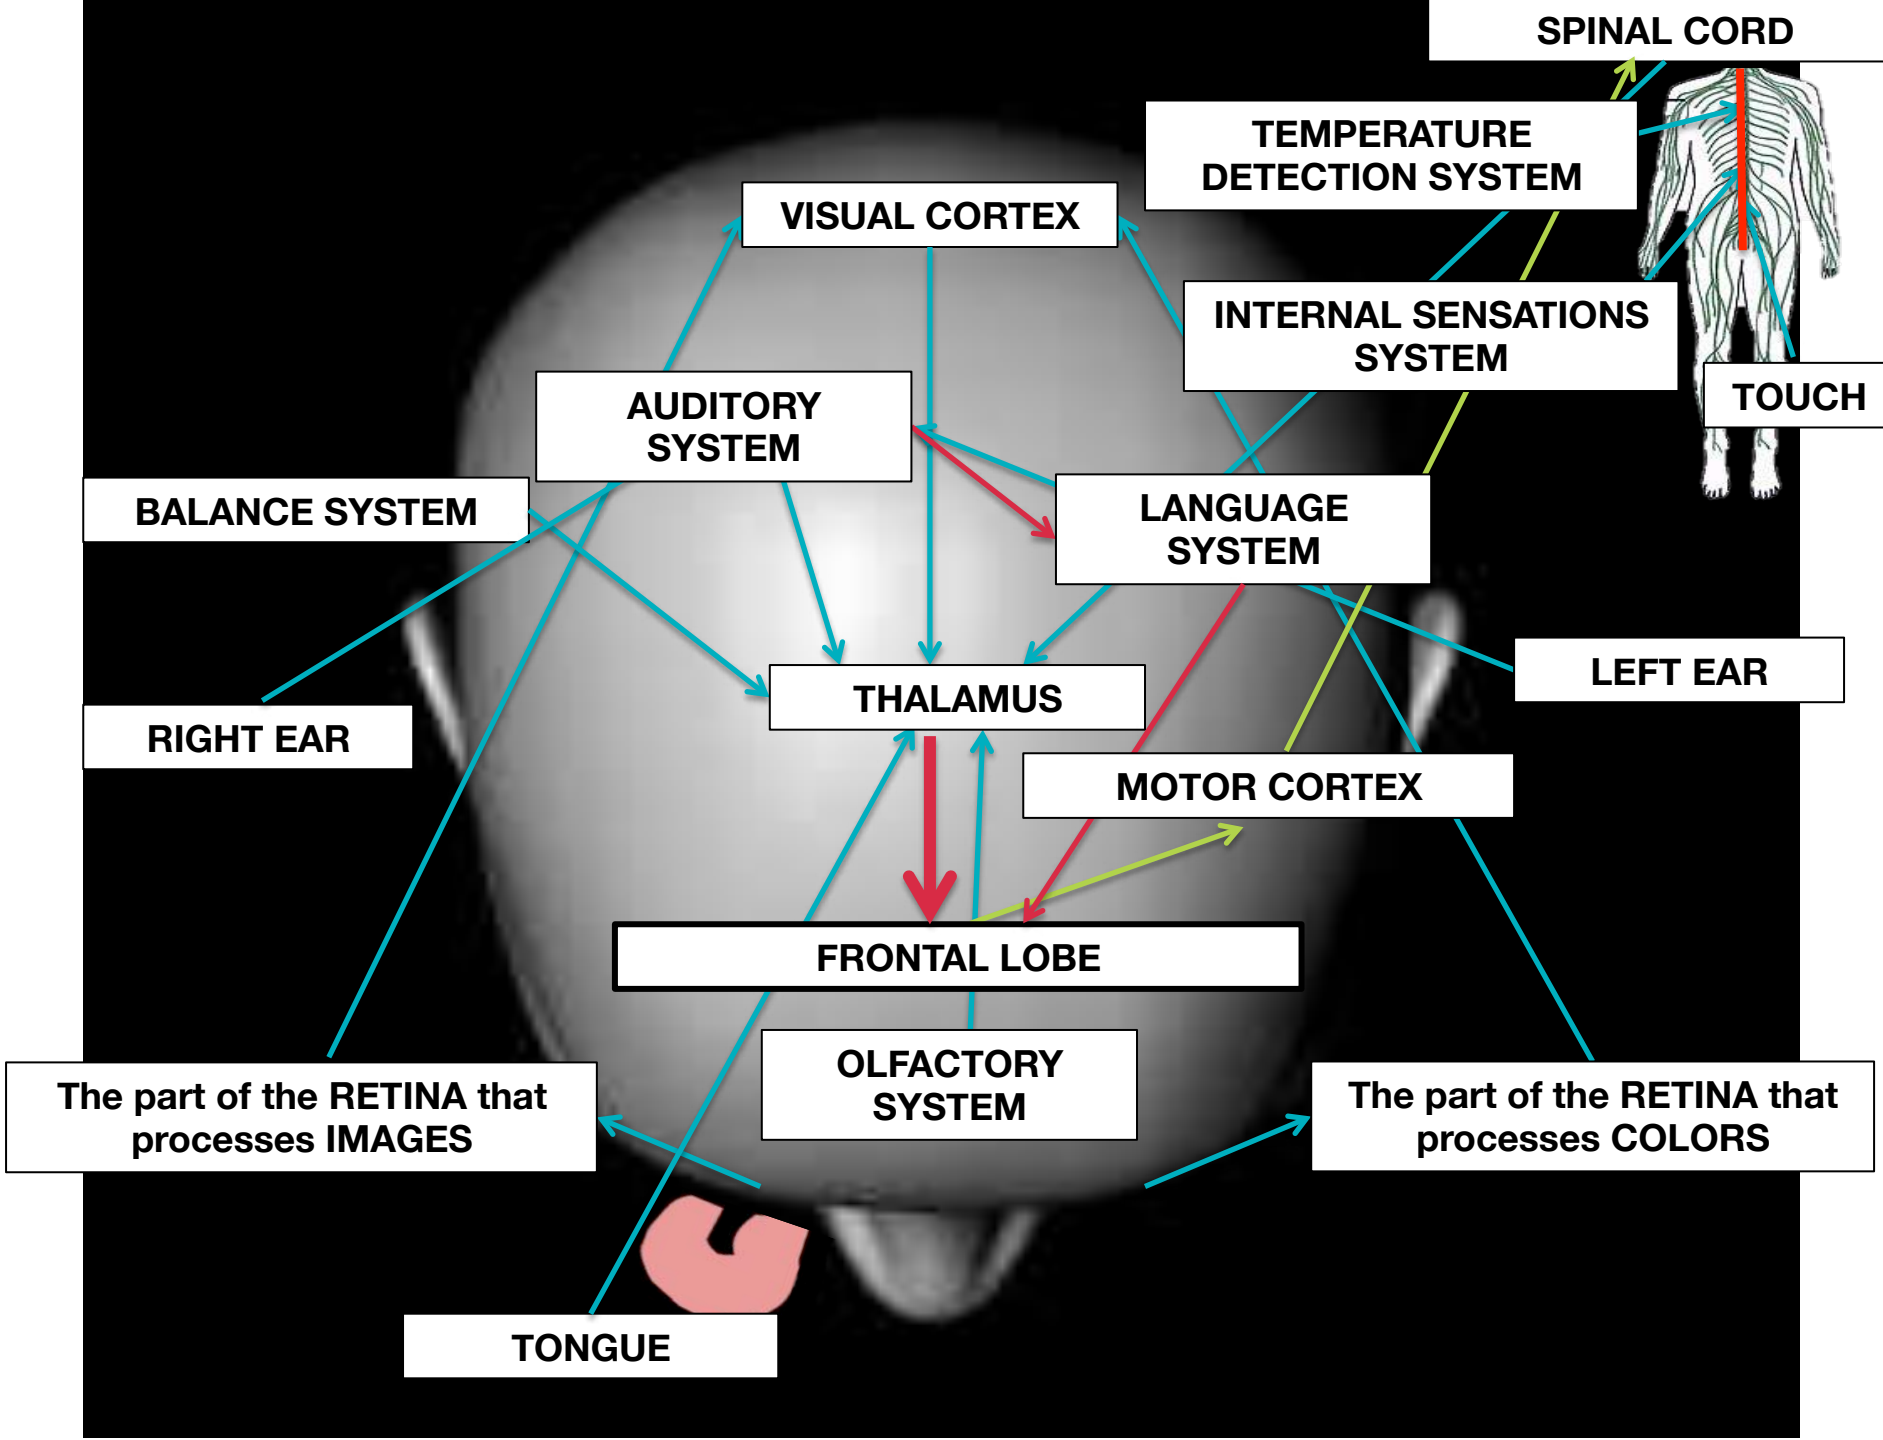 SPINAL CORD
TEMPERATURE
DETECTION SYSTEM
VISUAL CORTEX
INTERNAL SENSATIONS
SYSTEM
TOUCH
AUDITORY
SYSTEM
BALANCE SYSTEM
LANGUAGE
SYSTEM
LEFT EAR
THALAMUS
RIGHT EAR
MOTOR CORTEX
FRONTAL LOBE
OLFACTORY
SYSTEM
The part of the RETINA that
processes IMAGES
The part of the RETINA that
processes COLORS
TONGUE